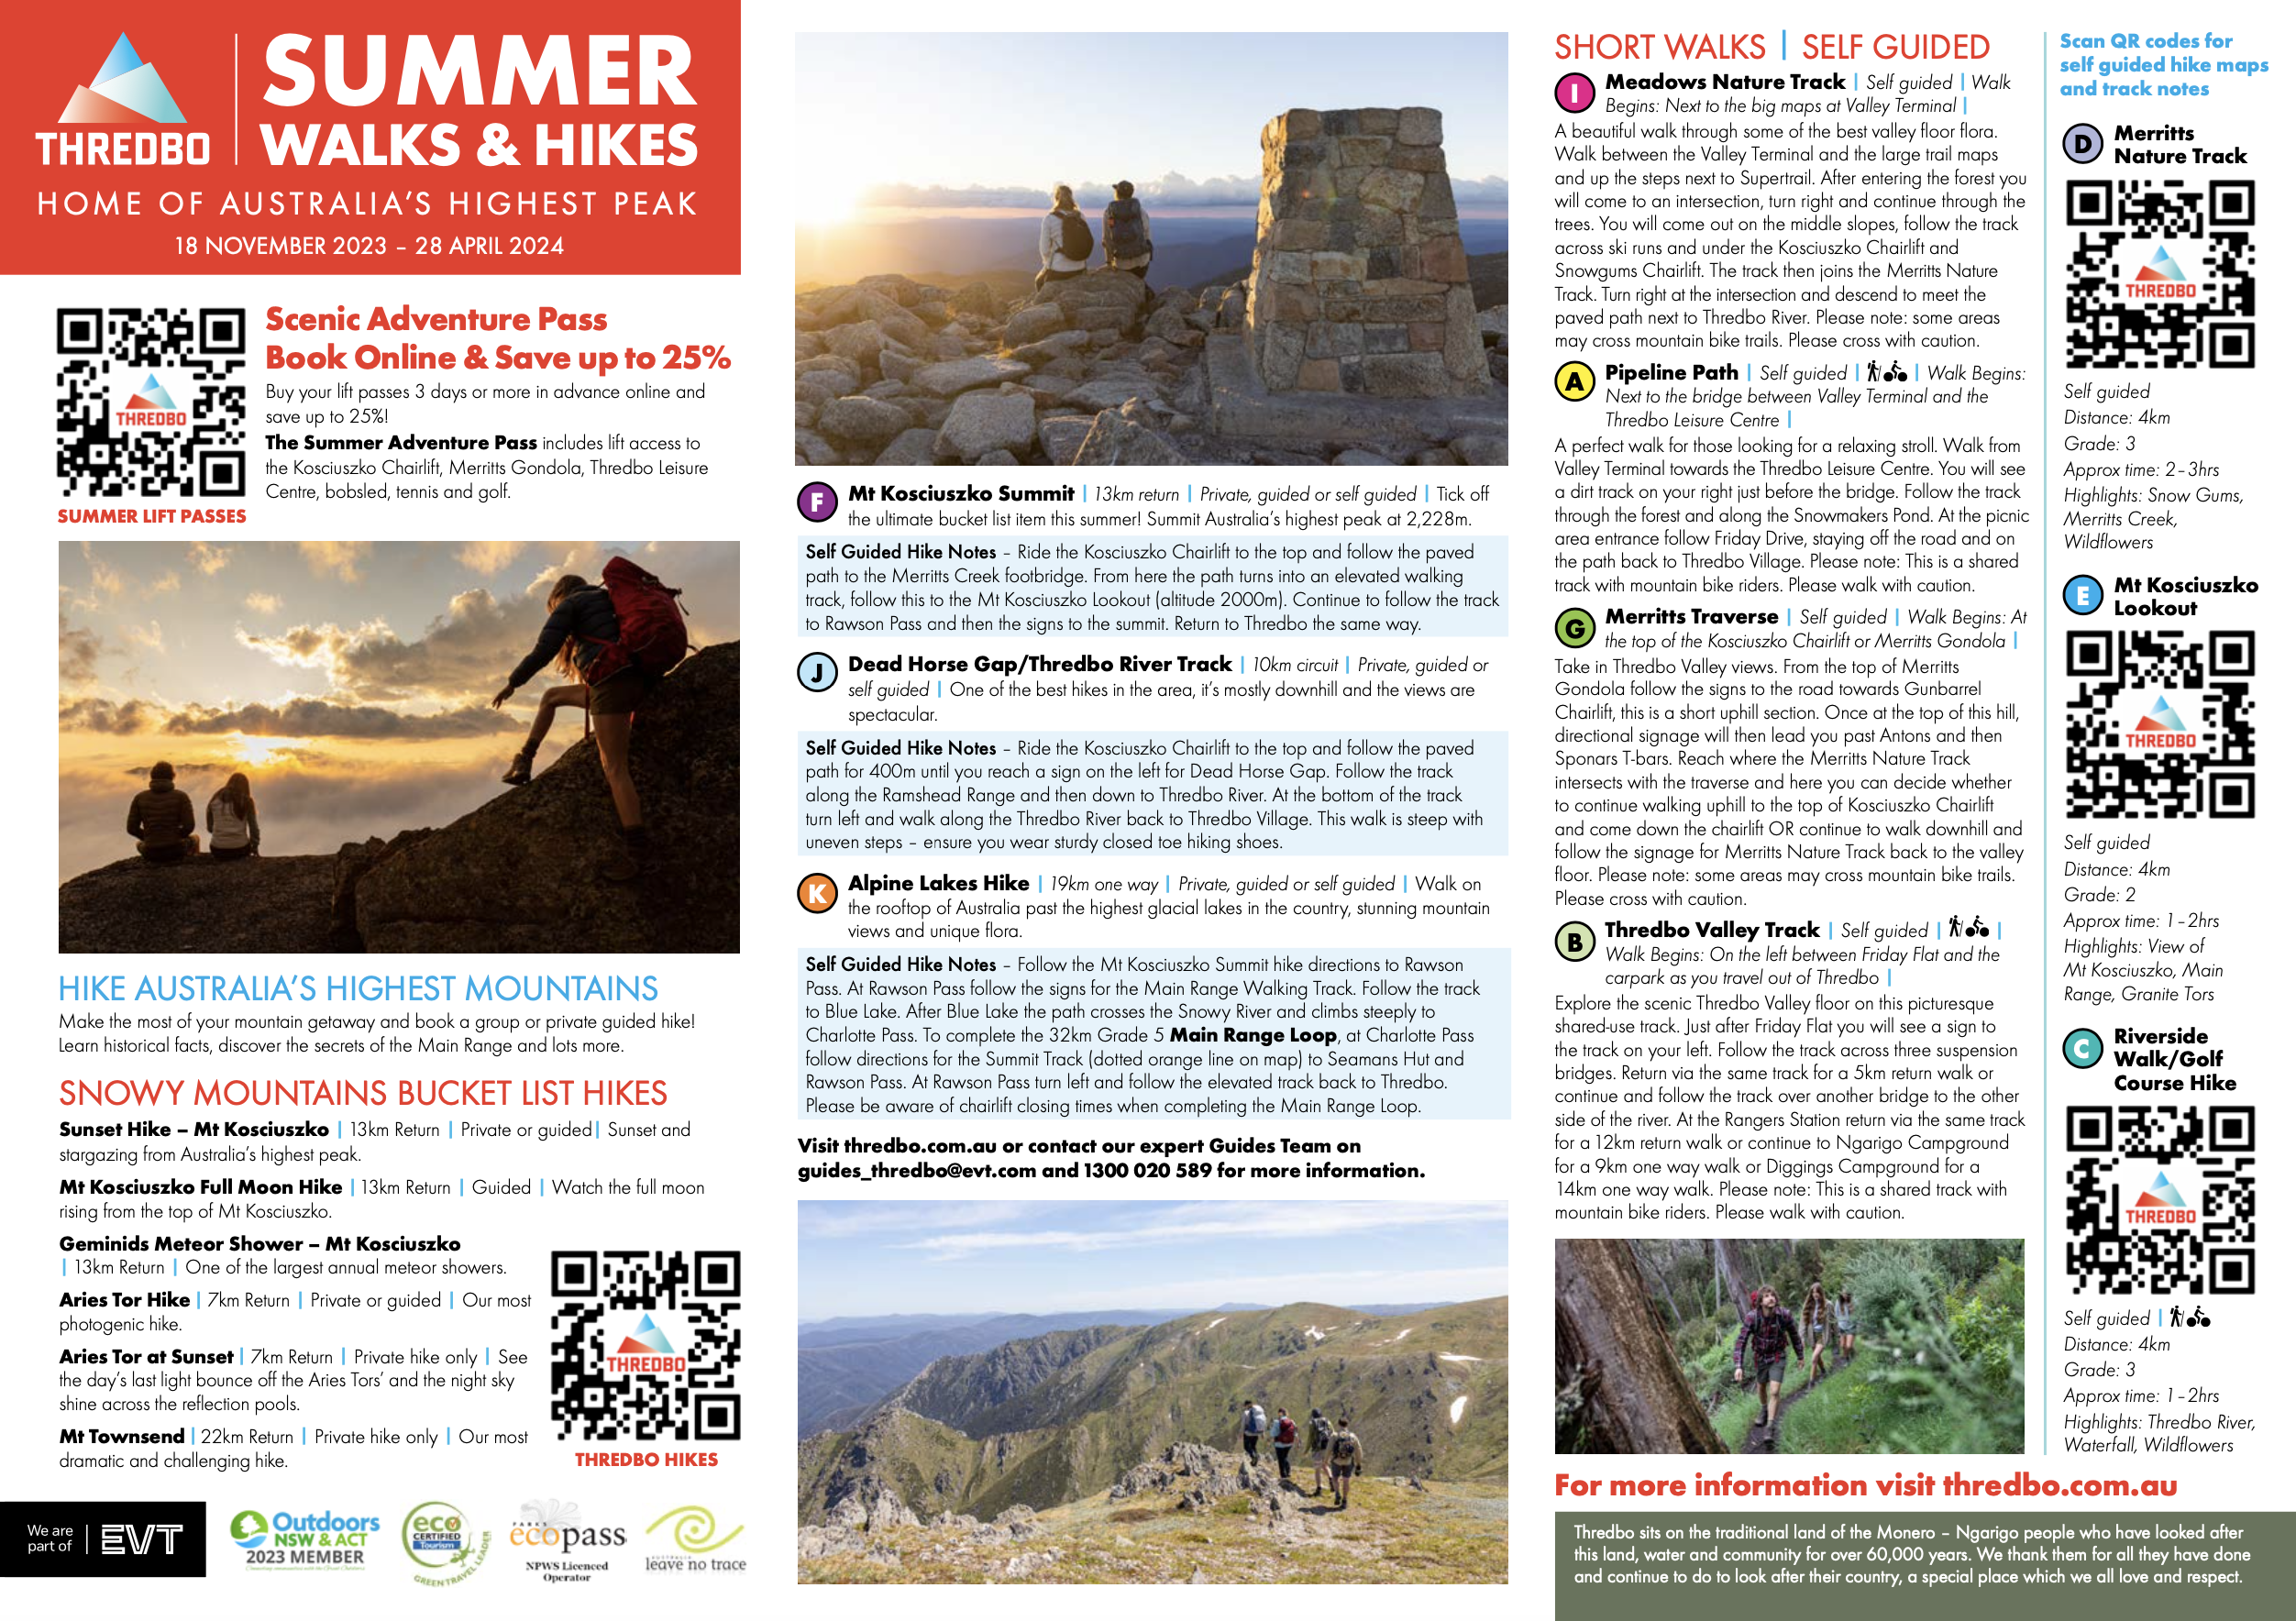 THREDBO
SUMMER
WALKS & HIKES
HOME OF AUSTRALIA'S HIGHEST PEAK
18 NOVEMBER 2023 – 28 APRIL 2024
THREDBO
SUMMER LIFT PASSES
Scenic Adventure Pass
Book Online & Save up to 25%
Buy your lift passes 3 days or more in advance online and
save up to 25%!
The Summer Adventure Pass includes lift access to
the Kosciuszko Chairlift, Merritts Gondola, Thredbo Leisure
Centre, bobsled, tennis and golf.
HIKE AUSTRALIA'S HIGHEST MOUNTAINS
Make the most of your mountain getaway and book a group or private guided hike!
Learn historical facts, discover the secrets of the Main Range and lots more.
SNOWY MOUNTAINS BUCKET LIST HIKES
Sunset Hike – Mt Kosciuszko | 13km Return | Private or guided | Sunset and
stargazing from Australia's highest peak.
Mt Kosciuszko Full Moon Hike | 13km Return | Guided | Watch the full moon
rising from the top of Mt Kosciuszko.
Geminids Meteor Shower – Mt Kosciuszko
| 13km Return | One of the largest annual meteor showers.
Aries Tor Hike | 7km Return | Private or guided | Our most
photogenic hike.
Aries Tor at Sunset | 7km Return | Private hike only | See
the day's last light bounce off the Aries Tors' and the night sky
shine across the reflection pools.
Mt Townsend | 22km Return | Private hike only | Our most
dramatic and challenging hike.
THREDBO
THREDBO HIKES
We are
part of
EVT
Outdoors
NSW & ACT
2023 MEMBER
eco
CERTIFIED
Tourism
GREEN TRAVEL LEADER
PARKS
ecopass
NPWS Licenced
Operator
AUSTRALIA
leave no trace
F Mt Kosciuszko Summit | 13km return | Private, guided or self guided | Tick off
the ultimate bucket list item this summer! Summit Australia's highest peak at 2,228m.
Self Guided Hike Notes – Ride the Kosciuszko Chairlift to the top and follow the paved
path to the Merritts Creek footbridge. From here the path turns into an elevated walking
track, follow this to the Mt Kosciuszko Lookout (altitude 2000m). Continue to follow the track
to Rawson Pass and then the signs to the summit. Return to Thredbo the same way.
J Dead Horse Gap/Thredbo River Track | 10km circuit | Private, guided or
self guided | One of the best hikes in the area, it's mostly downhill and the views are
spectacular.
Self Guided Hike Notes – Ride the Kosciuszko Chairlift to the top and follow the paved
path for 400m until you reach a sign on the left for Dead Horse Gap. Follow the track
along the Ramshead Range and then down to Thredbo River. At the bottom of the track
turn left and walk along the Thredbo River back to Thredbo Village. This walk is steep with
uneven steps – ensure you wear sturdy closed toe hiking shoes.
K Alpine Lakes Hike | 19km one way | Private, guided or self guided | Walk on
the rooftop of Australia past the highest glacial lakes in the country, stunning mountain
views and unique flora.
Self Guided Hike Notes – Follow the Mt Kosciuszko Summit hike directions to Rawson
Pass. At Rawson Pass follow the signs for the Main Range Walking Track. Follow the track
to Blue Lake. After Blue Lake the path crosses the Snowy River and climbs steeply to
Charlotte Pass. To complete the 32km Grade 5 Main Range Loop, at Charlotte Pass
follow directions for the Summit Track (dotted orange line on map) to Seamans Hut and
Rawson Pass. At Rawson Pass turn left and follow the elevated track back to Thredbo.
Please be aware of chairlift closing times when completing the Main Range Loop.
Visit thredbo.com.au or contact our expert Guides Team on
guides_thredbo@evt.com and 1300 020 589 for more information.
SHORT WALKS | SELF GUIDED
I Meadows Nature Track | Self guided | Walk
Begins: Next to the big maps at Valley Terminal |
A beautiful walk through some of the best valley floor flora.
Walk between the Valley Terminal and the large trail maps
and up the steps next to Supertrail. After entering the forest you
will come to an intersection, turn right and continue through the
trees. You will come out on the middle slopes, follow the track
across ski runs and under the Kosciuszko Chairlift and
Snowgums Chairlift. The track then joins the Merritts Nature
Track. Turn right at the intersection and descend to meet the
paved path next to Thredbo River. Please note: some areas
may cross mountain bike trails. Please cross with caution.
A Pipeline Path | Self guided | | Walk Begins:
Next to the bridge between Valley Terminal and the
Thredbo Leisure Centre |
A perfect walk for those looking for a relaxing stroll. Walk from
Valley Terminal towards the Thredbo Leisure Centre. You will see
a dirt track on your right just before the bridge. Follow the track
through the forest and along the Snowmakers Pond. At the picnic
area entrance follow Friday Drive, staying off the road and on
the path back to Thredbo Village. Please note: This is a shared
track with mountain bike riders. Please walk with caution.
G Merritts Traverse | Self guided | Walk Begins: At
the top of the Kosciuszko Chairlift or Merritts Gondola |
Take in Thredbo Valley views. From the top of Merritts
Gondola follow the signs to the road towards Gunbarrel
Chairlift, this is a short uphill section. Once at the top of this hill,
directional signage will then lead you past Antons and then
Sponars T-bars. Reach where the Merritts Nature Track
intersects with the traverse and here you can decide whether
to continue walking uphill to the top of Kosciuszko Chairlift
and come down the chairlift OR continue to walk downhill and
follow the signage for Merritts Nature Track back to the valley
floor. Please note: some areas may cross mountain bike trails.
Please cross with caution.
B Thredbo Valley Track | Self guided | |
Walk Begins: On the left between Friday Flat and the
carpark as you travel out of Thredbo |
Explore the scenic Thredbo Valley floor on this picturesque
shared-use track. Just after Friday Flat you will see a sign to
the track on your left. Follow the track across three suspension
bridges. Return via the same track for a 5km return walk or
continue and follow the track over another bridge to the other
side of the river. At the Rangers Station return via the same track
for a 12km return walk or continue to Ngarigo Campground
for a 9km one way walk or Diggings Campground for a
14km one way walk. Please note: This is a shared track with
mountain bike riders. Please walk with caution.
Scan QR codes for
self guided hike maps
and track notes
D Merritts
Nature Track
THREDBO
Self guided
Distance: 4km
Grade: 3
Approx time: 2–3hrs
Highlights: Snow Gums,
Merritts Creek,
Wildflowers
E Mt Kosciuszko
Lookout
THREDBO
Self guided
Distance: 4km
Grade: 2
Approx time: 1–2hrs
Highlights: View of
Mt Kosciuszko, Main
Range, Granite Tors
C Riverside
Walk/Golf
Course Hike
THREDBO
Self guided |
Distance: 4km
Grade: 3
Approx time: 1–2hrs
Highlights: Thredbo River,
Waterfall, Wildflowers
For more information visit thredbo.com.au
Thredbo sits on the traditional land of the Monero – Ngarigo people who have looked after
this land, water and community for over 60,000 years. We thank them for all they have done
and continue to do to look after their country, a special place which we all love and respect.